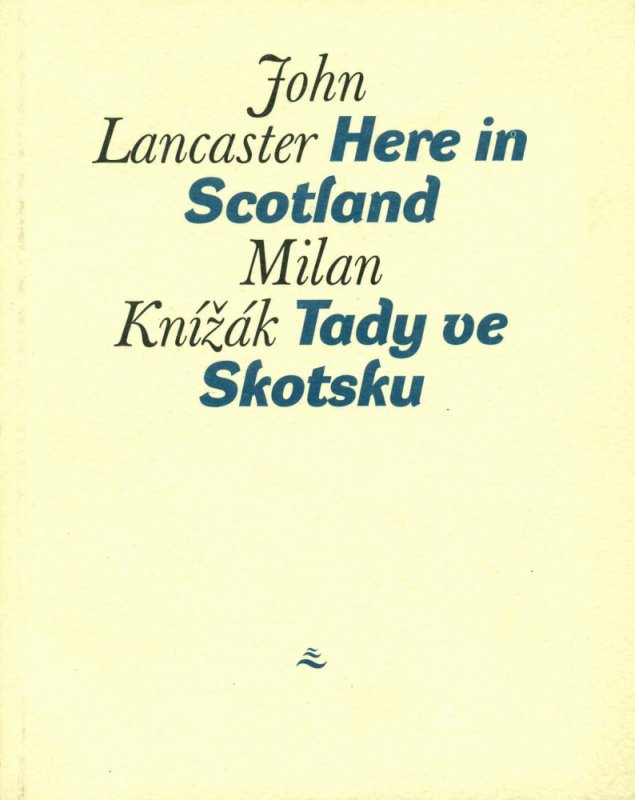 John
Lancaster Here in
Scotland
Milan
Knížák Tady ve
Skotsku